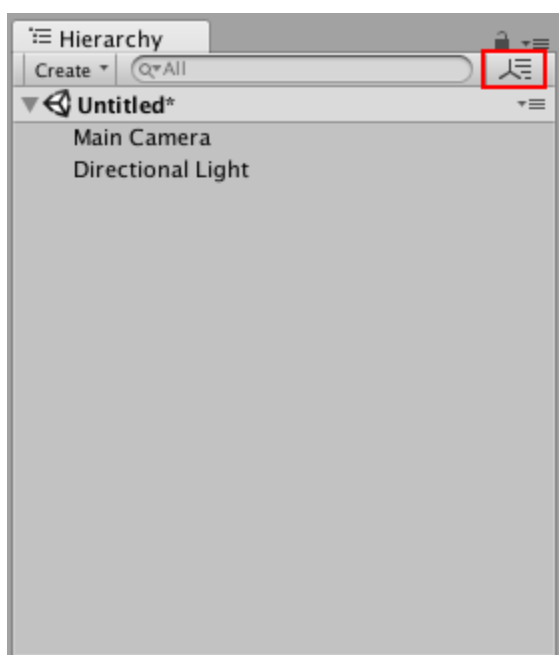 Hierarchy
Create All
Untitled*
Main Camera
Directional Light